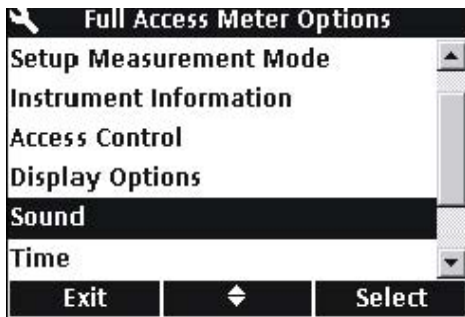 Full Access Meter Options
Setup Measurement Mode
Instrument Information
Access Control
Display Options
Sound
Time
Exit Select